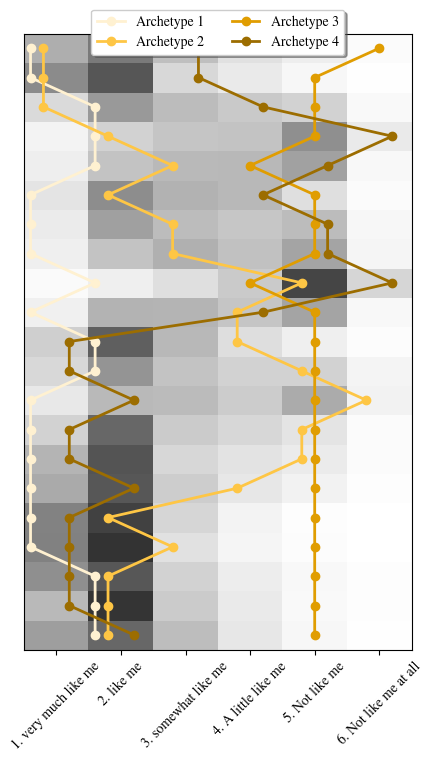 Archetype 1
Archetype 2
Archetype 3
Archetype 4
1. very much like me
2. like me
3. somewhat like me
4. A little like me
5. Not like me
6. Not like me at all